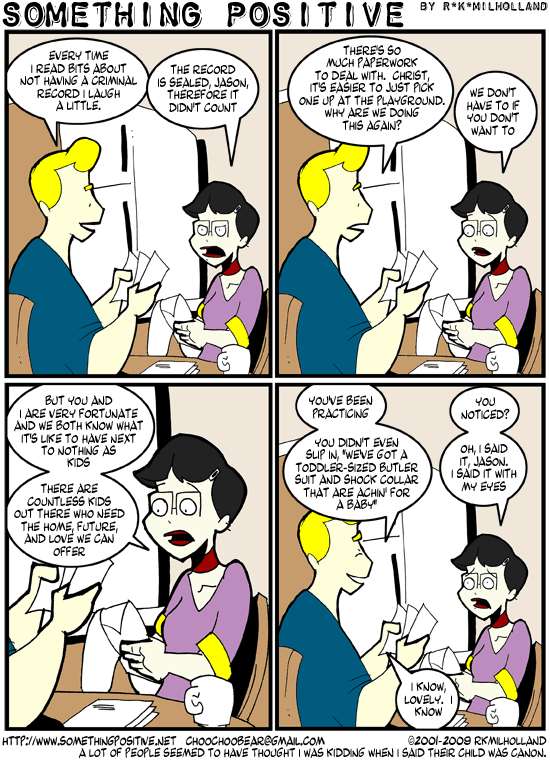 SOMETHING POSITIVE BY R*K*MILHOLLAND
EVERY TIME
I READ BITS ABOUT
NOT HAVING A CRIMINAL
RECORD I LAUGH
A LITTLE.
THE RECORD
IS SEALED, JASON,
THEREFORE IT
DIDN'T COUNT
THERE'S SO
MUCH PAPERWORK
TO DEAL WITH. CHRIST,
IT'S EASIER TO JUST PICK
ONE UP AT THE PLAYGROUND.
WHY ARE WE DOING
THIS AGAIN?
WE DON'T
HAVE TO IF
YOU DON'T
WANT TO
BUT YOU AND
I ARE VERY FORTUNATE
AND WE BOTH KNOW WHAT
IT'S LIKE TO HAVE NEXT
TO NOTHING AS
KIDS
THERE ARE
COUNTLESS KIDS
OUT THERE WHO NEED
THE HOME, FUTURE,
AND LOVE WE CAN
OFFER
YOU'VE BEEN
PRACTICING
YOU
NOTICED?
YOU DIDN'T EVEN
SLIP IN, "WE'VE GOT A
TODDLER-SIZED BUTLER
SUIT AND SHOCK COLLAR
THAT ARE ACHIN' FOR
A BABY"
OH, I SAID
IT, JASON.
I SAID IT WITH
MY EYES
I KNOW,
LOVELY. I
KNOW
HTTP://WWW.SOMETHINGPOSITIVE.NET CHOOCHOOBEAR@GMAIL.COM ©2001-2009 RKMILHOLLAND
A LOT OF PEOPLE SEEMED TO HAVE THOUGHT I WAS KIDDING WHEN I SAID THEIR CHILD WAS CANON.